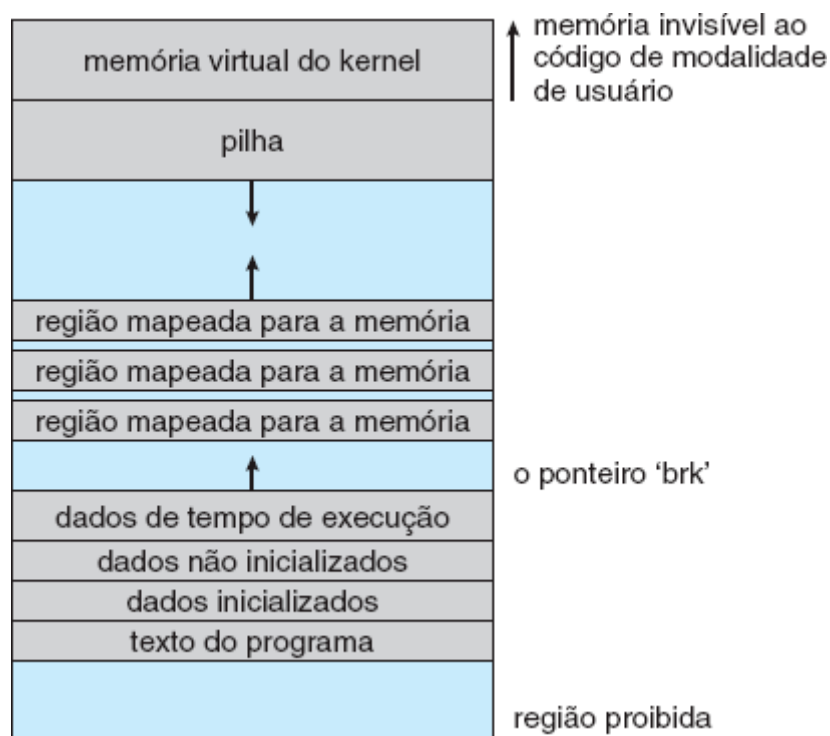 memória virtual do kernel
memória invisível ao
código de modalidade
de usuário
pilha
região mapeada para a memória
região mapeada para a memória
região mapeada para a memória
o ponteiro ‘brk’
dados de tempo de execução
dados não inicializados
dados inicializados
texto do programa
região proibida